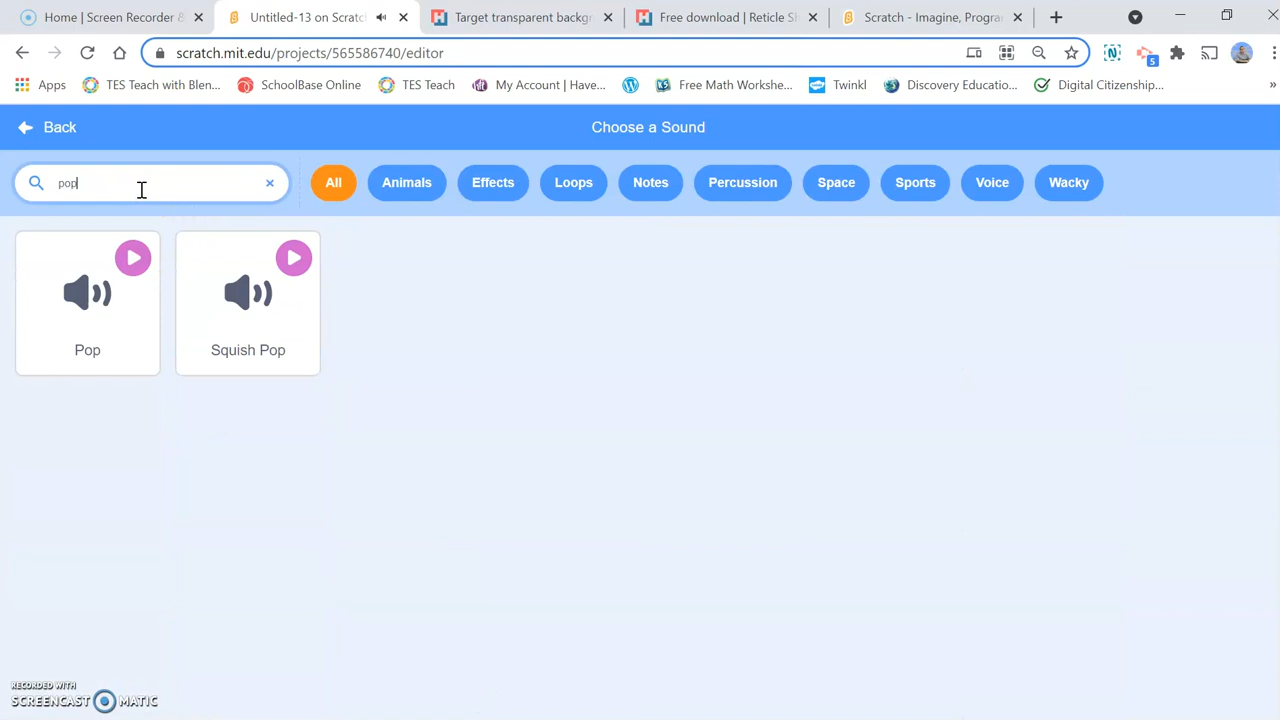 Home | Screen Recorder &
Untitled-13 on Scratc
Target transparent backgr
Free download | Reticle Sh
Scratch - Imagine, Progra
scratch.mit.edu/projects/565586740/editor
5
Apps
TES Teach with Blen...
SchoolBase Online
TES Teach
My Account | Have...
Free Math Workshe...
Twinkl
Discovery Educatio...
Digital Citizenship...
»
Back
Choose a Sound
pop
All
Animals
Effects
Loops
Notes
Percussion
Space
Sports
Voice
Wacky
Pop
Squish Pop
RECORDED WITH
SCREENCAST MATIC